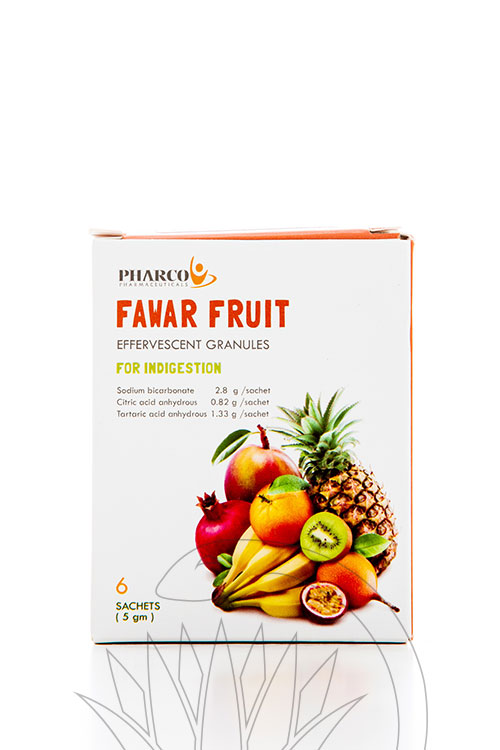 PHARCO
PHARMACEUTICALS
FAWAR FRUIT
EFFERVESCENT GRANULES
FOR INDIGESTION
Sodium bicarbonate 2.8 g /sachet
Citric acid anhydrous 0.82 g /sachet
Tartaric acid anhydrous 1.33 g /sachet
6
SACHETS
( 5 gm )